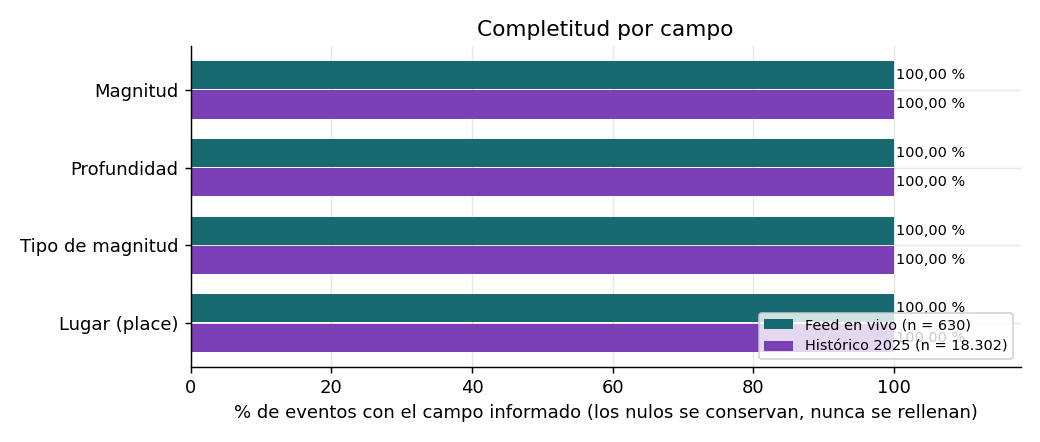 Completitud por campo
Magnitud
100,00 %
100,00 %
Profundidad
100,00 %
100,00 %
Tipo de magnitud
100,00 %
100,00 %
Lugar (place)
100,00 %
100,00 %
Feed en vivo (n = 630)
Histórico 2025 (n = 18.302)
0 20 40 60 80 100
% de eventos con el campo informado (los nulos se conservan, nunca se rellenan)